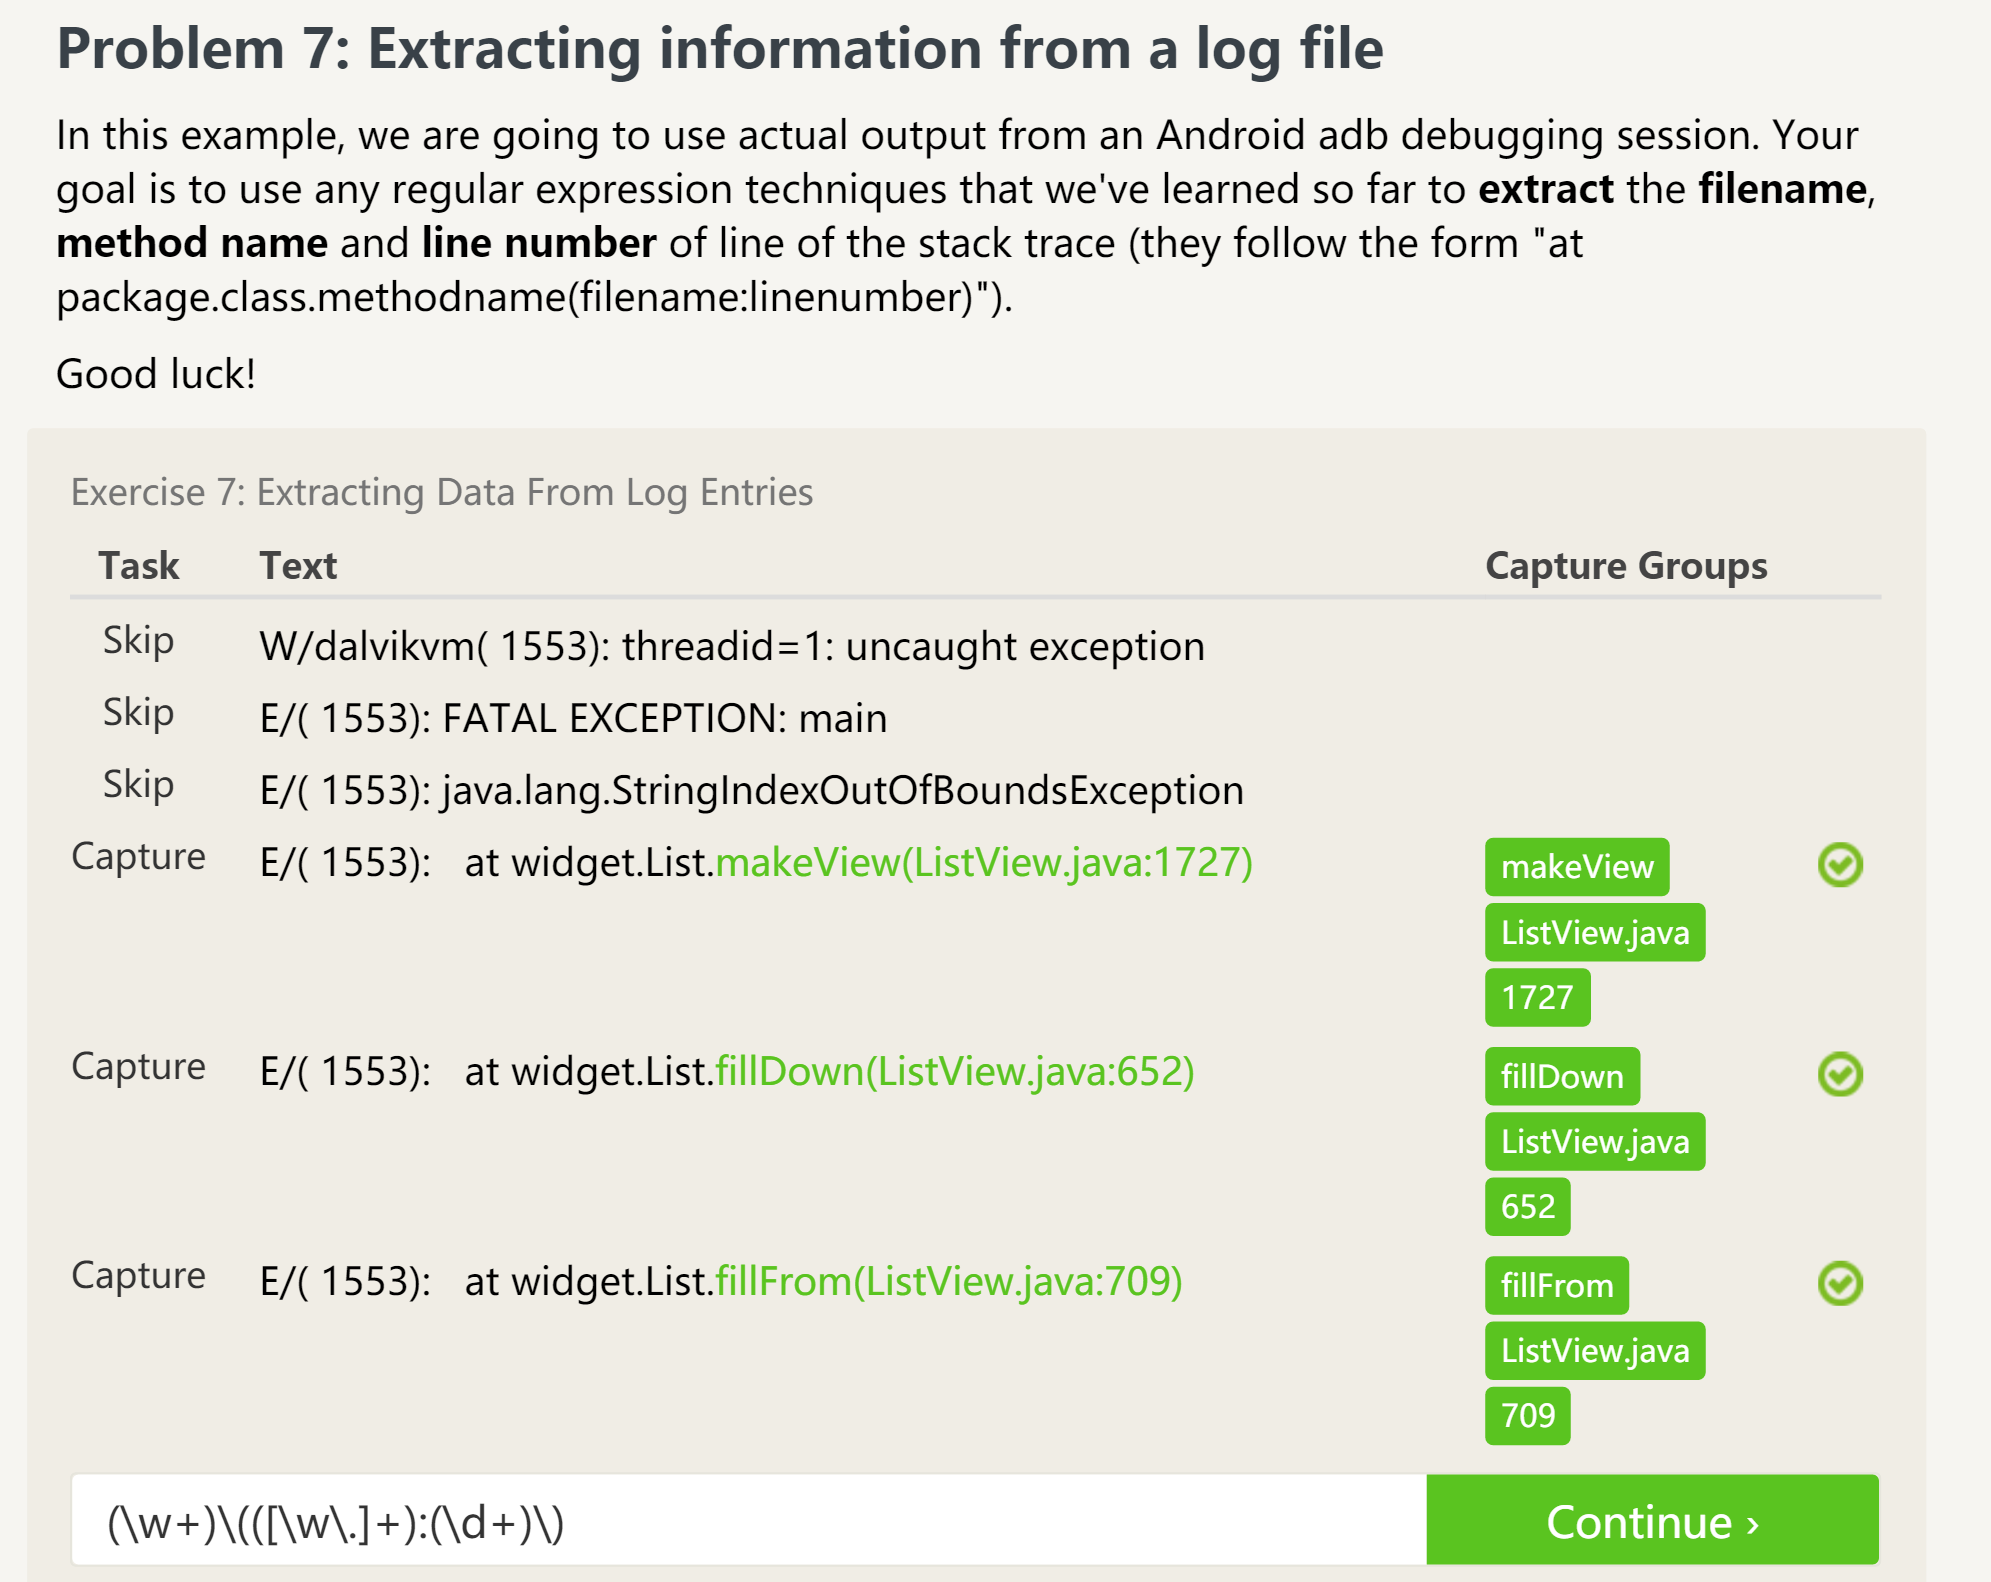 Problem 7: Extracting information from a log file
In this example, we are going to use actual output from an Android adb debugging session. Your
goal is to use any regular expression techniques that we've learned so far to extract the filename,
method name and line number of line of the stack trace (they follow the form "at
package.class.methodname(filename:linenumber)").
Good luck!
Exercise 7: Extracting Data From Log Entries
Task Text Capture Groups
Skip W/dalvikvm( 1553): threadid=1: uncaught exception
Skip E/( 1553): FATAL EXCEPTION: main
Skip E/( 1553): java.lang.StringIndexOutOfBoundsException
Capture E/( 1553):   at widget.List.makeView(ListView.java:1727) makeView
ListView.java
1727
Capture E/( 1553):   at widget.List.fillDown(ListView.java:652) fillDown
ListView.java
652
Capture E/( 1553):   at widget.List.fillFrom(ListView.java:709) fillFrom
ListView.java
709
(\w+)\(([\w\.]+):(\d+)\) Continue ›